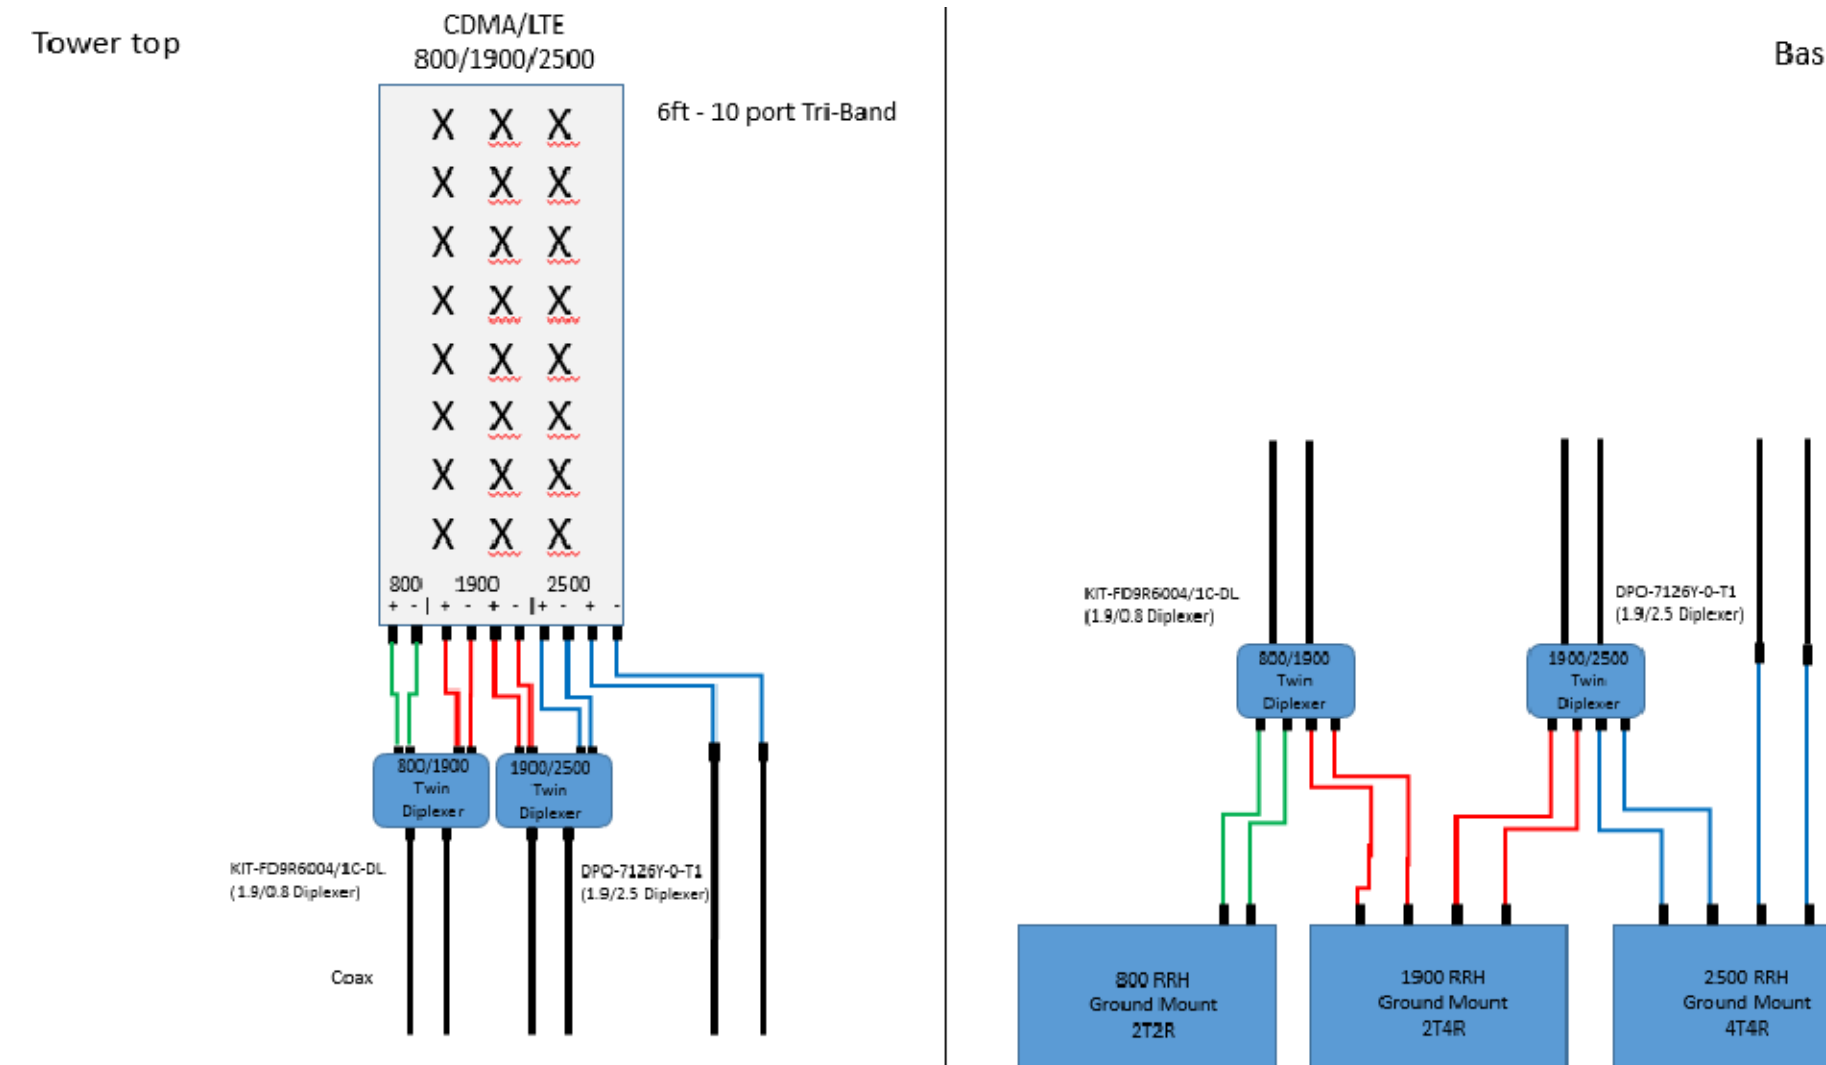 Tower top
CDMA/LTE
800/1900/2500
6ft - 10 port Tri-Band
X X X
X X X
X X X
X X X
X X X
X X X
X X X
X X X
800 1900 2500
+ - | + - + - | + - + -
800/1900
Twin
Diplexer
1900/2500
Twin
Diplexer
KIT-FD9R6004/1C-DL
(1.9/0.8 Diplexer)
DPO-7126Y-0-T1
(1.9/2.5 Diplexer)
Coax
Bas
KIT-FD9R6004/1C-DL
(1.9/0.8 Diplexer)
DPO-7126Y-0-T1
(1.9/2.5 Diplexer)
800/1900
Twin
Diplexer
1900/2500
Twin
Diplexer
800 RRH
Ground Mount
2T2R
1900 RRH
Ground Mount
2T4R
2500 RRH
Ground Mount
4T4R